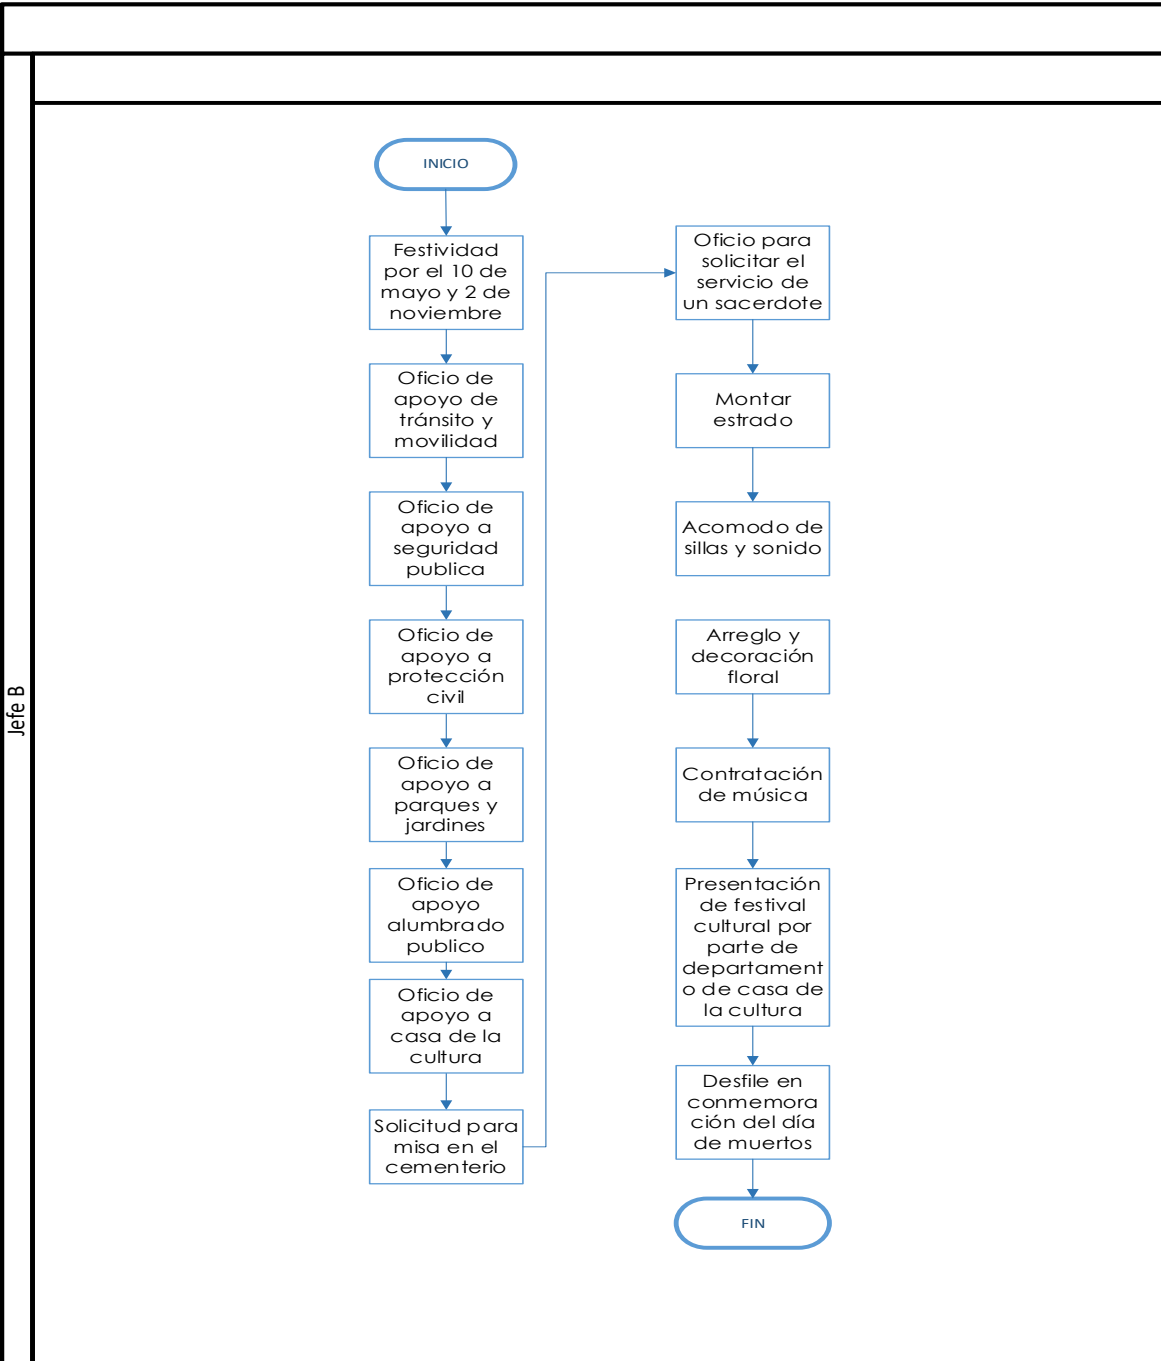 Jefe B
INICIO
Festividad
por el 10 de
mayo y 2 de
noviembre
Oficio de
apoyo de
tránsito y
movilidad
Oficio de
apoyo a
seguridad
publica
Oficio de
apoyo a
protección
civil
Oficio de
apoyo a
parques y
jardines
Oficio de
apoyo
alumbrado
publico
Oficio de
apoyo a
casa de la
cultura
Solicitud para
misa en el
cementerio
Oficio para
solicitar el
servicio de
un sacerdote
Montar
estrado
Acomodo de
sillas y sonido
Arreglo y
decoración
floral
Contratación
de música
Presentación
de festival
cultural por
parte de
departament
o de casa de
la cultura
Desfile en
conmemora
ción del día
de muertos
FIN